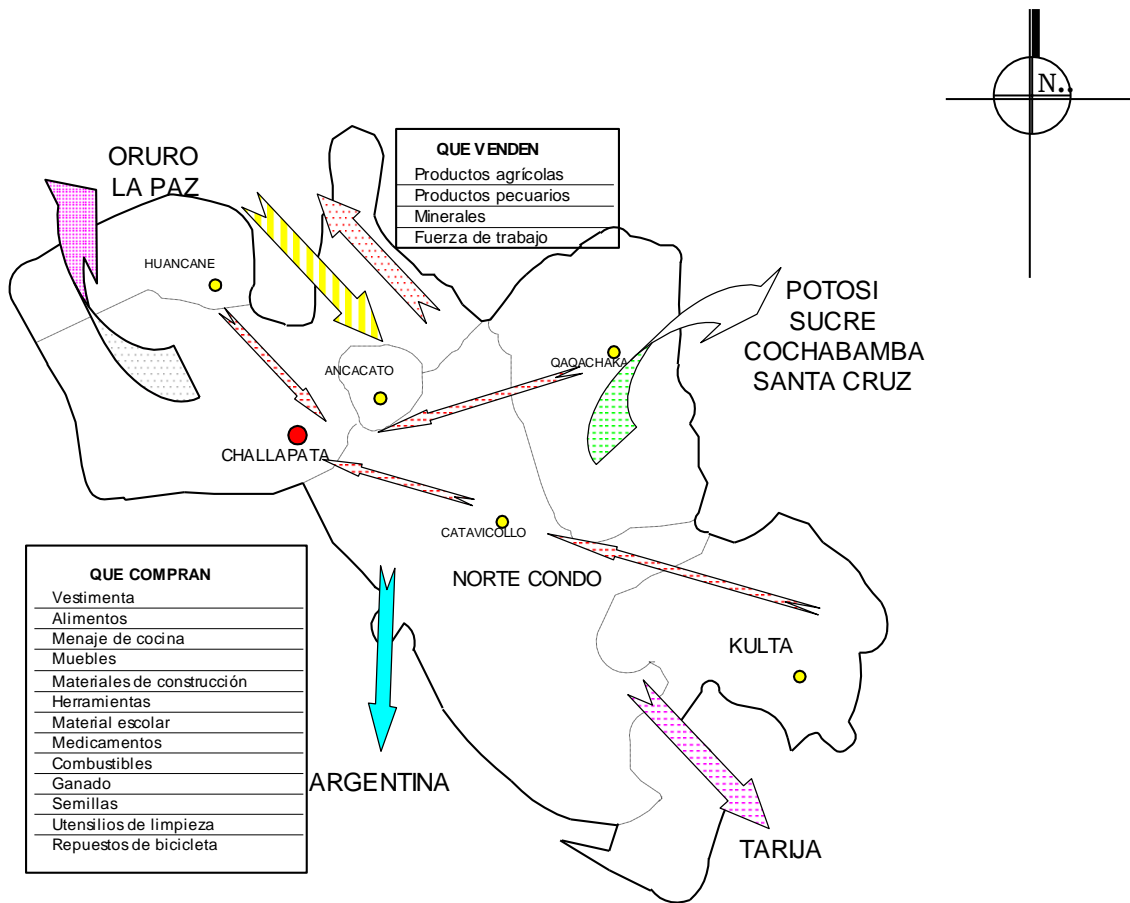 N..
ORURO
LA PAZ
QUE VENDEN
Productos agrícolas
Productos pecuarios
Minerales
Fuerza de trabajo
HUANCANE
POTOSI
SUCRE
COCHABAMBA
SANTA CRUZ
QAQACHAKA
ANCACATO
CHALLAPATA
CATAVICOLLO
NORTE CONDO
KULTA
QUE COMPRAN
Vestimenta
Alimentos
Menaje de cocina
Muebles
Materiales de construcción
Herramientas
Material escolar
Medicamentos
Combustibles
Ganado
Semillas
Utensilios de limpieza
Repuestos de bicicleta
ARGENTINA
TARIJA